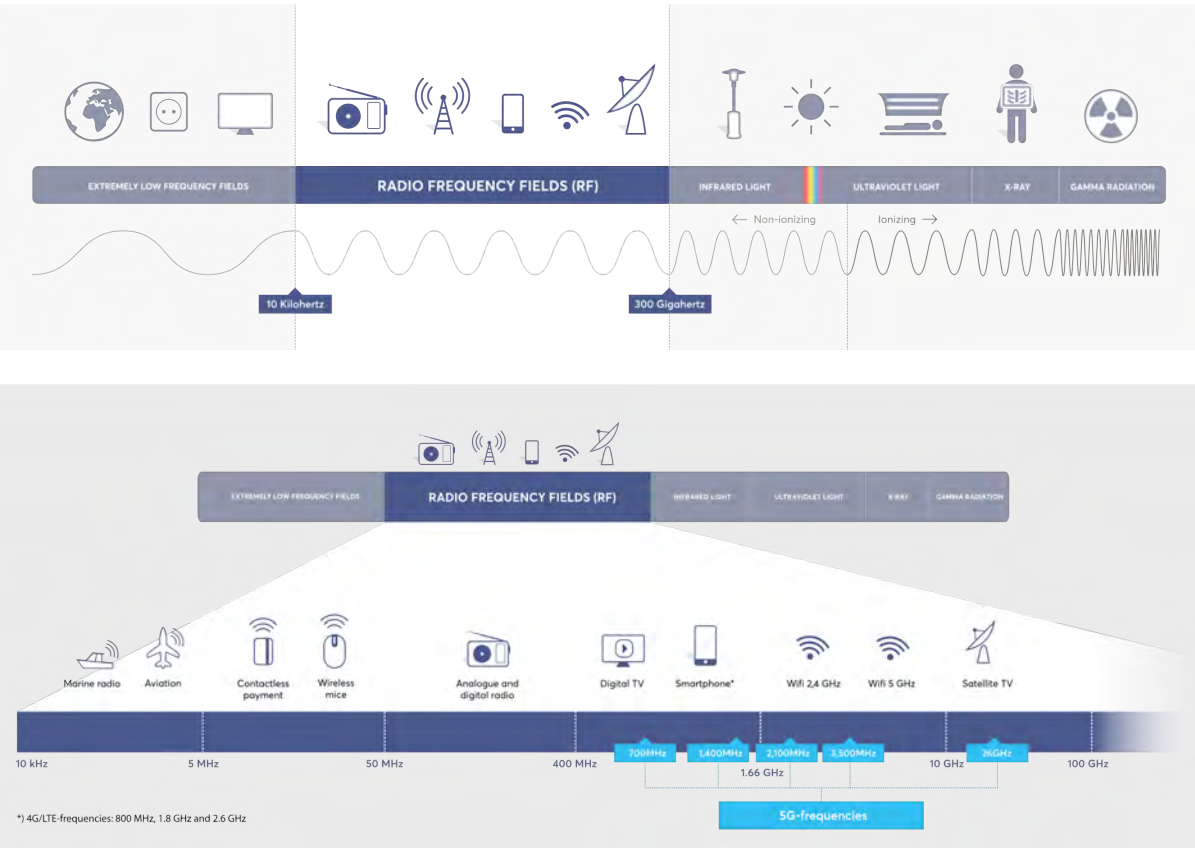 EXTREMELY LOW FREQUENCY FIELDS
RADIO FREQUENCY FIELDS (RF)
INFRARED LIGHT
ULTRAVIOLET LIGHT
X-RAY
GAMMA RADIATION
← Non-ionizing
Ionizing →
10 Kilohertz
300 Gigahertz
EXTREMELY LOW FREQUENCY FIELDS
RADIO FREQUENCY FIELDS (RF)
INFRARED LIGHT
ULTRAVIOLET LIGHT
X-RAY
GAMMA RADIATION
Marine radio
Aviation
Contactless
payment
Wireless
mice
Analogue and
digital radio
Digital TV
Smartphone*
Wifi 2,4 GHz
Wifi 5 GHz
Satellite TV
700MHz
1,400MHz
2,100MHz
3,500MHz
26GHz
10 kHz
5 MHz
50 MHz
400 MHz
1.66 GHz
10 GHz
100 GHz
5G-frequencies
*) 4G/LTE-frequencies: 800 MHz, 1.8 GHz and 2.6 GHz